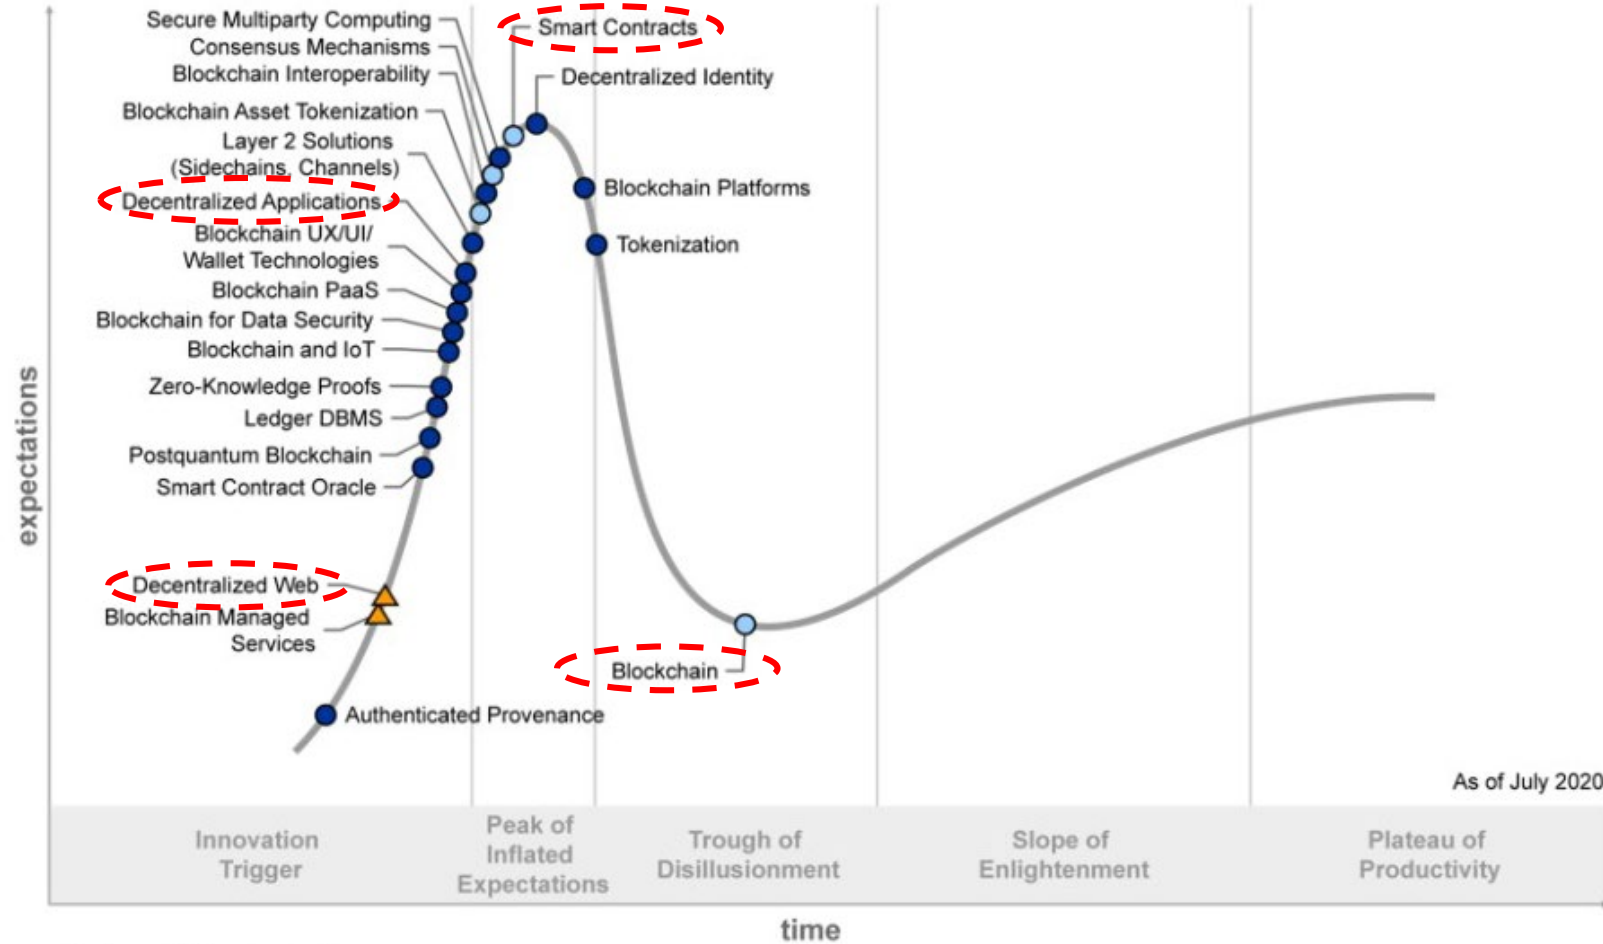 Secure Multiparty Computing
Consensus Mechanisms
Blockchain Interoperability
Blockchain Asset Tokenization
Layer 2 Solutions
(Sidechains, Channels)
Decentralized Applications
Blockchain UX/UI/
Wallet Technologies
Blockchain PaaS
Blockchain for Data Security
Blockchain and IoT
Zero-Knowledge Proofs
Ledger DBMS
Postquantum Blockchain
Smart Contract Oracle
Decentralized Web
Blockchain Managed
Services
Authenticated Provenance
Smart Contracts
Decentralized Identity
Blockchain Platforms
Tokenization
Blockchain
As of July 2020
expectations
Innovation
Trigger
Peak of
Inflated
Expectations
Trough of
Disillusionment
Slope of
Enlightenment
Plateau of
Productivity
time